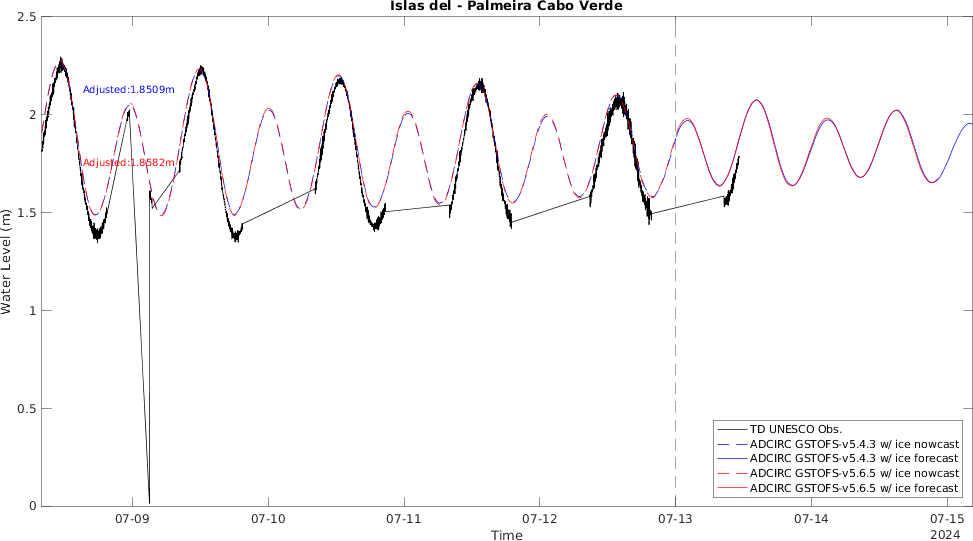 Islas del - Palmeira Cabo Verde
2.5
2
1.5
1
0.5
0
Water Level (m)
Adjusted:1.8509m
Adjusted:1.8582m
TD UNESCO Obs.
ADCIRC GSTOFS-v5.4.3 w/ ice nowcast
ADCIRC GSTOFS-v5.4.3 w/ ice forecast
ADCIRC GSTOFS-v5.6.5 w/ ice nowcast
ADCIRC GSTOFS-v5.6.5 w/ ice forecast
07-09 07-10 07-11 07-12 07-13 07-14 07-15
Time 2024